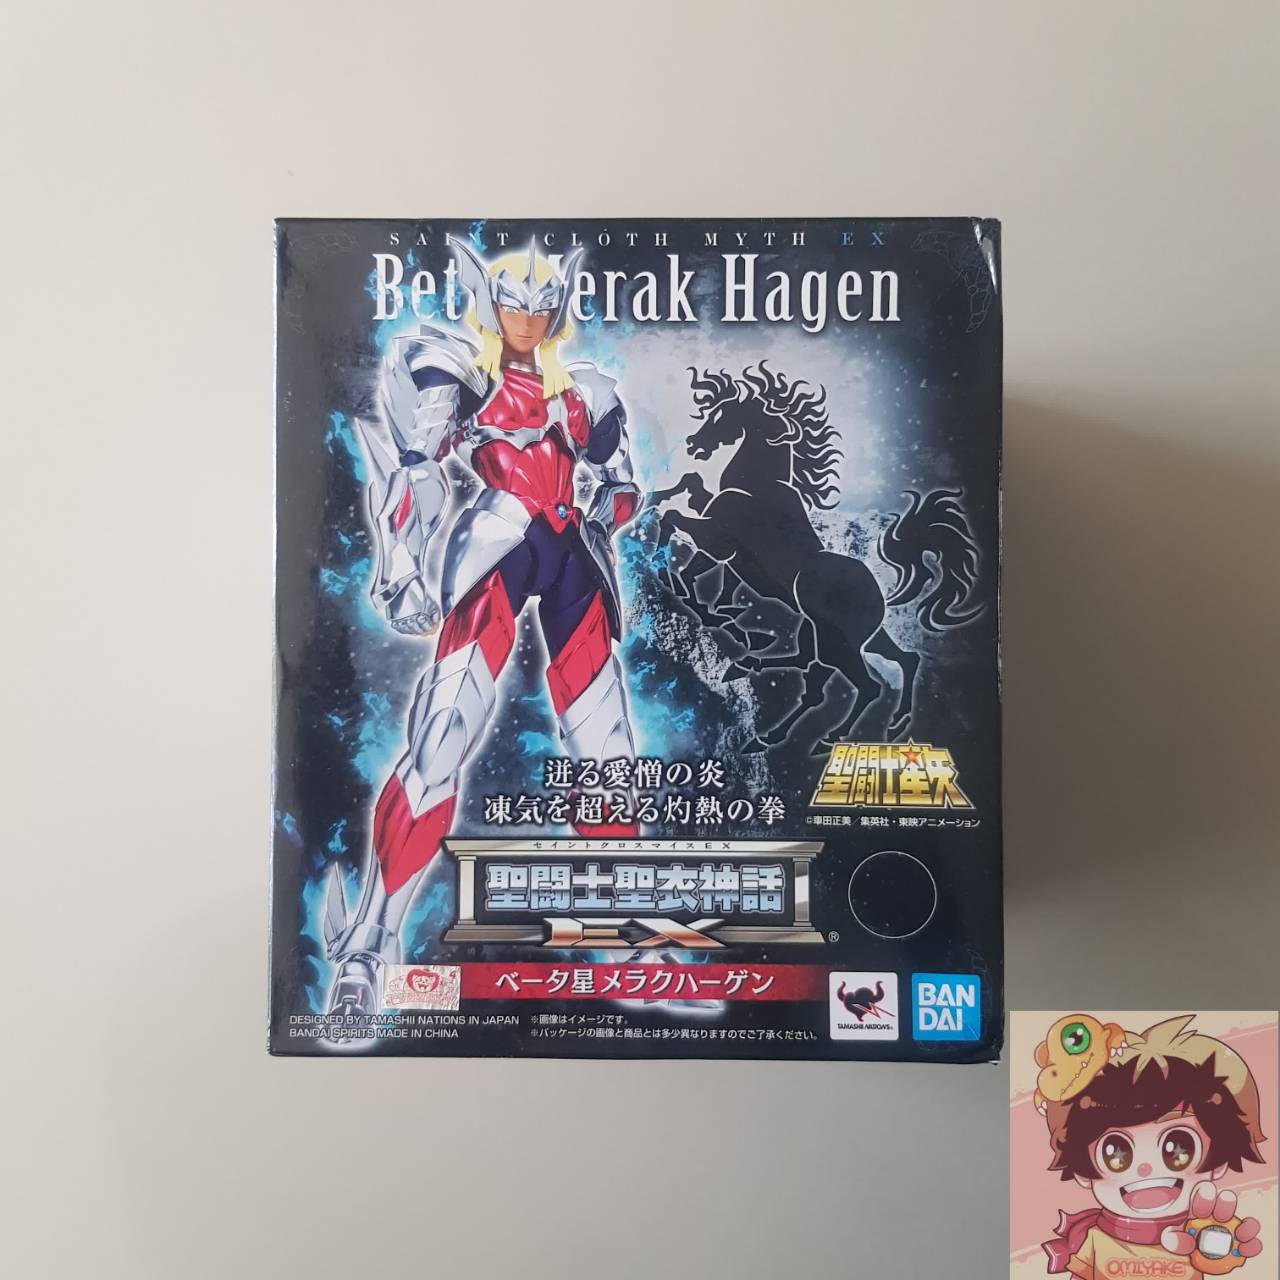 SAINT CLOTH MYTH EX
Beta Merak Hagen
迸る愛憎の炎
凍気を超える灼熱の拳
聖闘士星矢
©車田正美／集英社・東映アニメーション
セイントクロスマイスEX
聖闘士聖衣神話
EX
®
ベータ星メラクハーゲン
DESIGNED BY TAMASHII NATIONS IN JAPAN
BANDAI SPIRITS MADE IN CHINA
※画像はイメージです。
※パッケージの画像と商品とは多少異なりますのでご了承ください。
TAMASHII NATIONS
BAN
DAI
OMIYAKE